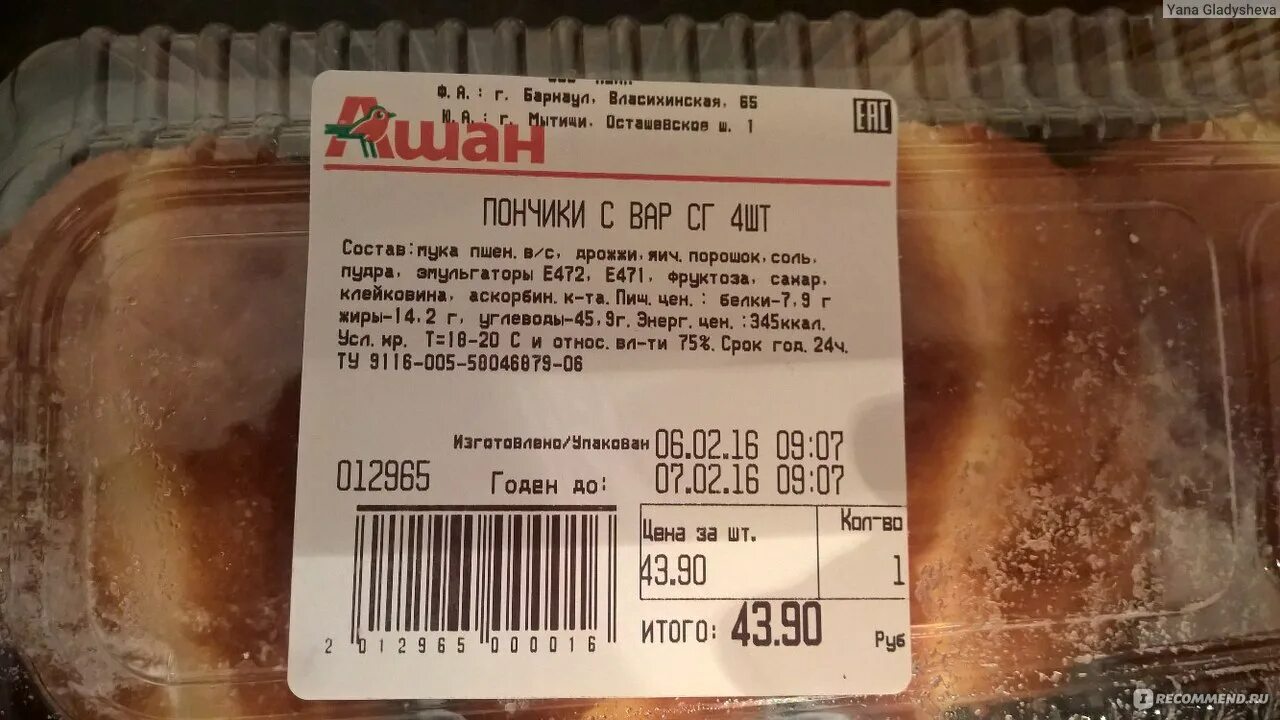 Yana Gladysheva
Ф.А.: г. Барнаул, Власихинская, 65
Ю.А.: г. Мытищи, Осташевское ш. 1
EAC
Ашан
ПОНЧИКИ С ВАР СГ 4ШТ
Состав:мука пшен. в/с, дрожжи,яич. порошок,соль,
пудра, эмульгаторы Е472, Е471, фруктоза, сахар,
клейковина, аскорбин. к-та. Пищ. цен.: белки-7,9 г
жиры-14,2 г, углеводы-45,9г. Энерг. цен.:345ккал.
Усл. хр. Т=18-20 С и относ. вл-ти 75%. Срок год. 24ч.
ТУ 9116-005-58046879-06
Изготовлено/Упакован 06.02.16 09:07
012965 Годен до: 07.02.16 09:07
Цена за шт. Кол-во
43.90 1
ИТОГО: 43.90 Руб
2 012965 000016
IRECOMMEND.RU